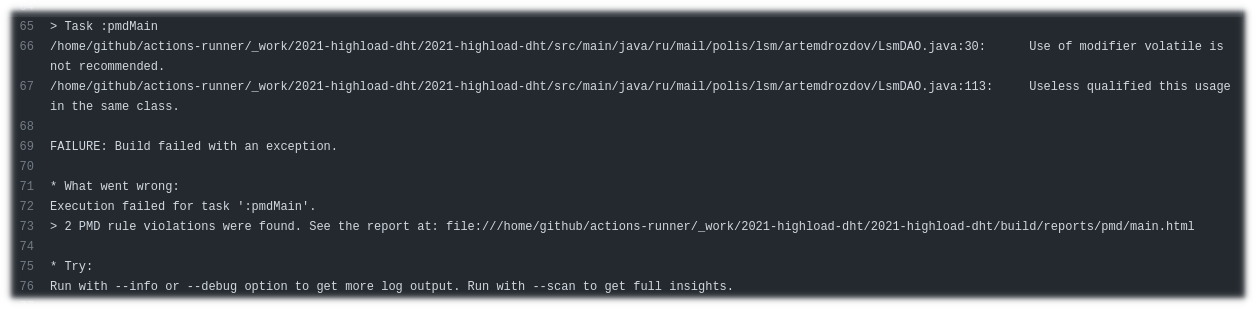 65 > Task :pmdMain
66 /home/github/actions-runner/_work/2021-highload-dht/2021-highload-dht/src/main/java/ru/mail/polis/lsm/artemdrozdov/LsmDAO.java:30: Use of modifier volatile is
not recommended.
67 /home/github/actions-runner/_work/2021-highload-dht/2021-highload-dht/src/main/java/ru/mail/polis/lsm/artemdrozdov/LsmDAO.java:113: Useless qualified this usage
in the same class.
68
69 FAILURE: Build failed with an exception.
70
71 * What went wrong:
72 Execution failed for task ':pmdMain'.
73 > 2 PMD rule violations were found. See the report at: file:///home/github/actions-runner/_work/2021-highload-dht/2021-highload-dht/build/reports/pmd/main.html
74
75 * Try:
76 Run with --info or --debug option to get more log output. Run with --scan to get full insights.